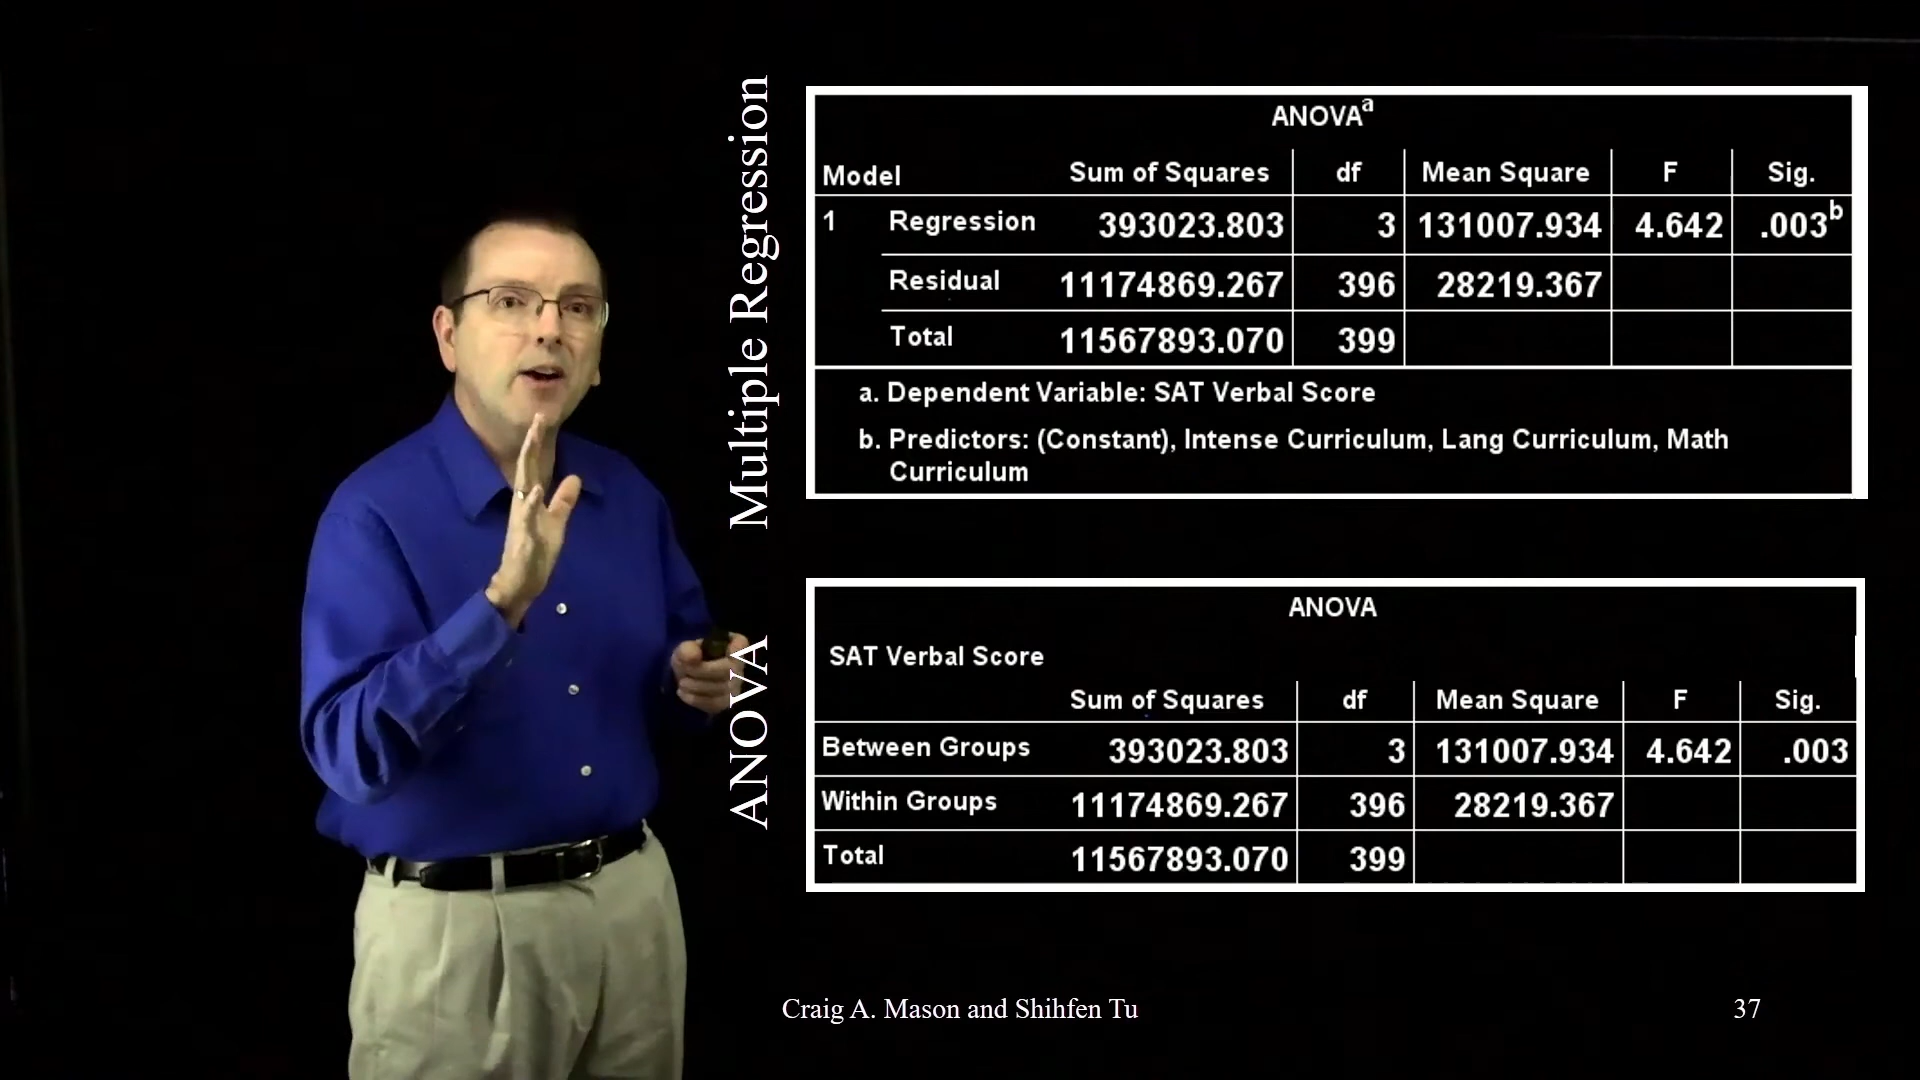 Multiple Regression
ANOVAa
Model Sum of Squares df Mean Square F Sig.
1 Regression 393023.803 3 131007.934 4.642 .003b
Residual 11174869.267 396 28219.367
Total 11567893.070 399
a. Dependent Variable: SAT Verbal Score
b. Predictors: (Constant), Intense Curriculum, Lang Curriculum, Math
Curriculum
ANOVA
ANOVA
SAT Verbal Score
Sum of Squares df Mean Square F Sig.
Between Groups 393023.803 3 131007.934 4.642 .003
Within Groups 11174869.267 396 28219.367
Total 11567893.070 399
Craig A. Mason and Shihfen Tu 37